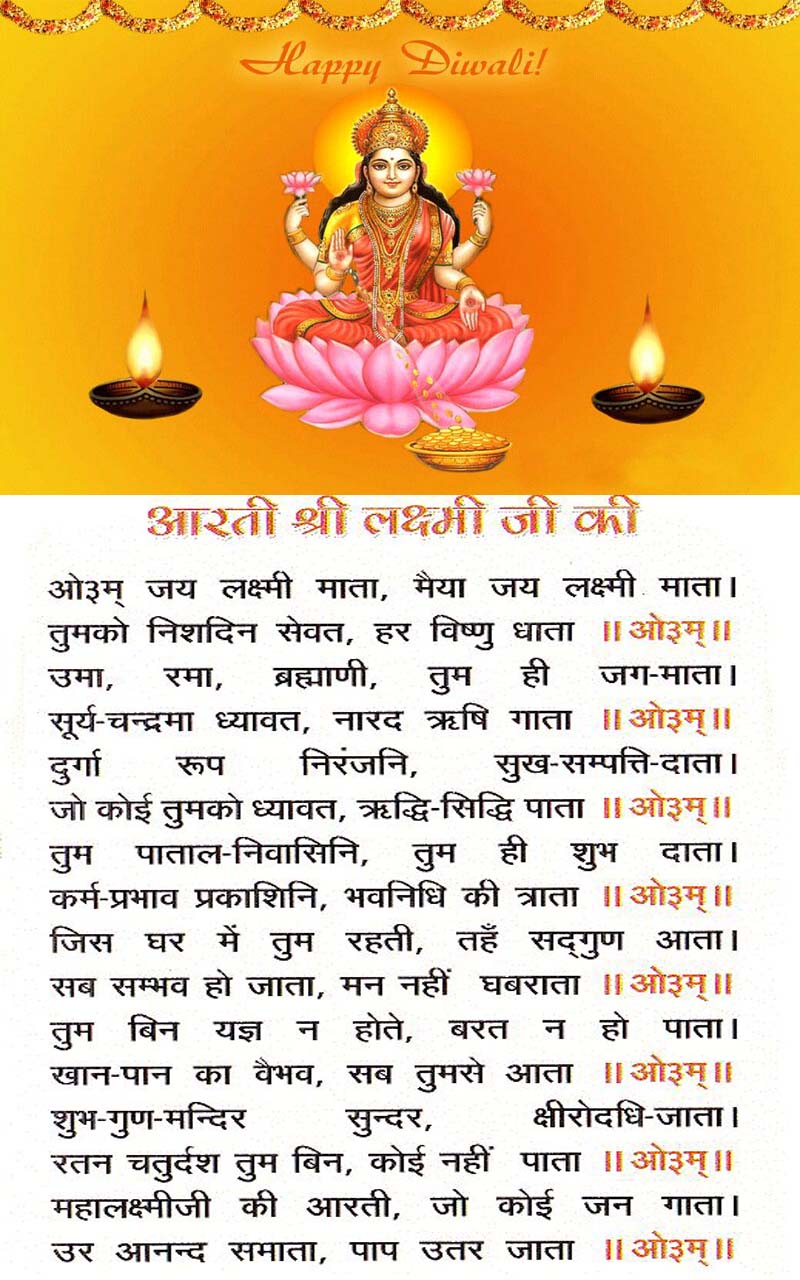 Happy Diwali!
आरती श्री लक्ष्मी जी की
ओ३म् जय लक्ष्मी माता, मैया जय लक्ष्मी माता।
तुमको निशदिन सेवत, हर विष्णु धाता ॥ओ३म्॥
उमा, रमा, ब्रह्माणी, तुम ही जग-माता।
सूर्य-चन्द्रमा ध्यावत, नारद ऋषि गाता ॥ओ३म्॥
दुर्गा रूप निरंजनि, सुख-सम्पत्ति-दाता।
जो कोई तुमको ध्यावत, ऋद्धि-सिद्धि पाता ॥ओ३म्॥
तुम पाताल-निवासिनि, तुम ही शुभ दाता।
कर्म-प्रभाव प्रकाशिनि, भवनिधि की त्राता ॥ओ३म्॥
जिस घर में तुम रहती, तहँ सद्‌गुण आता।
सब सम्भव हो जाता, मन नहीं घबराता ॥ओ३म्॥
तुम बिन यज्ञ न होते, बरत न हो पाता।
खान-पान का वैभव, सब तुमसे आता ॥ओ३म्॥
शुभ-गुण-मन्दिर सुन्दर, क्षीरोदधि-जाता।
रतन चतुर्दश तुम बिन, कोई नहीं पाता ॥ओ३म्॥
महालक्ष्मीजी की आरती, जो कोई जन गाता।
उर आनन्द समाता, पाप उतर जाता ॥ओ३म्॥